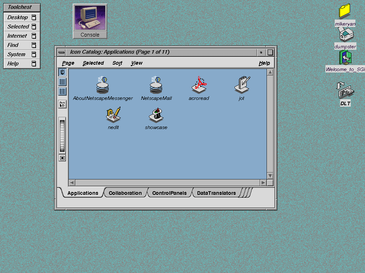 Toolchest
Desktop
Selected
Internet
Find
System
Help
Console
Icon Catalog: Applications (Page 1 of 11)
Page Selected Sort View Help
AboutNetscapeMessenger NetscapeMail acroread jot
nedit showcase
Applications Collaboration ControlPanels DataTranslators
mikeryan
dumpster
Welcome_to_SGI
DLT